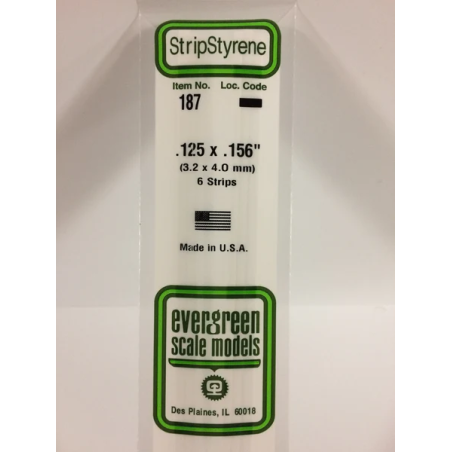 StripStyrene
Item No. Loc. Code
187
.125 x .156"
(3.2 x 4.0 mm)
6 Strips
Made in U.S.A.
evergreen
scale models
Des Plaines, IL 60018